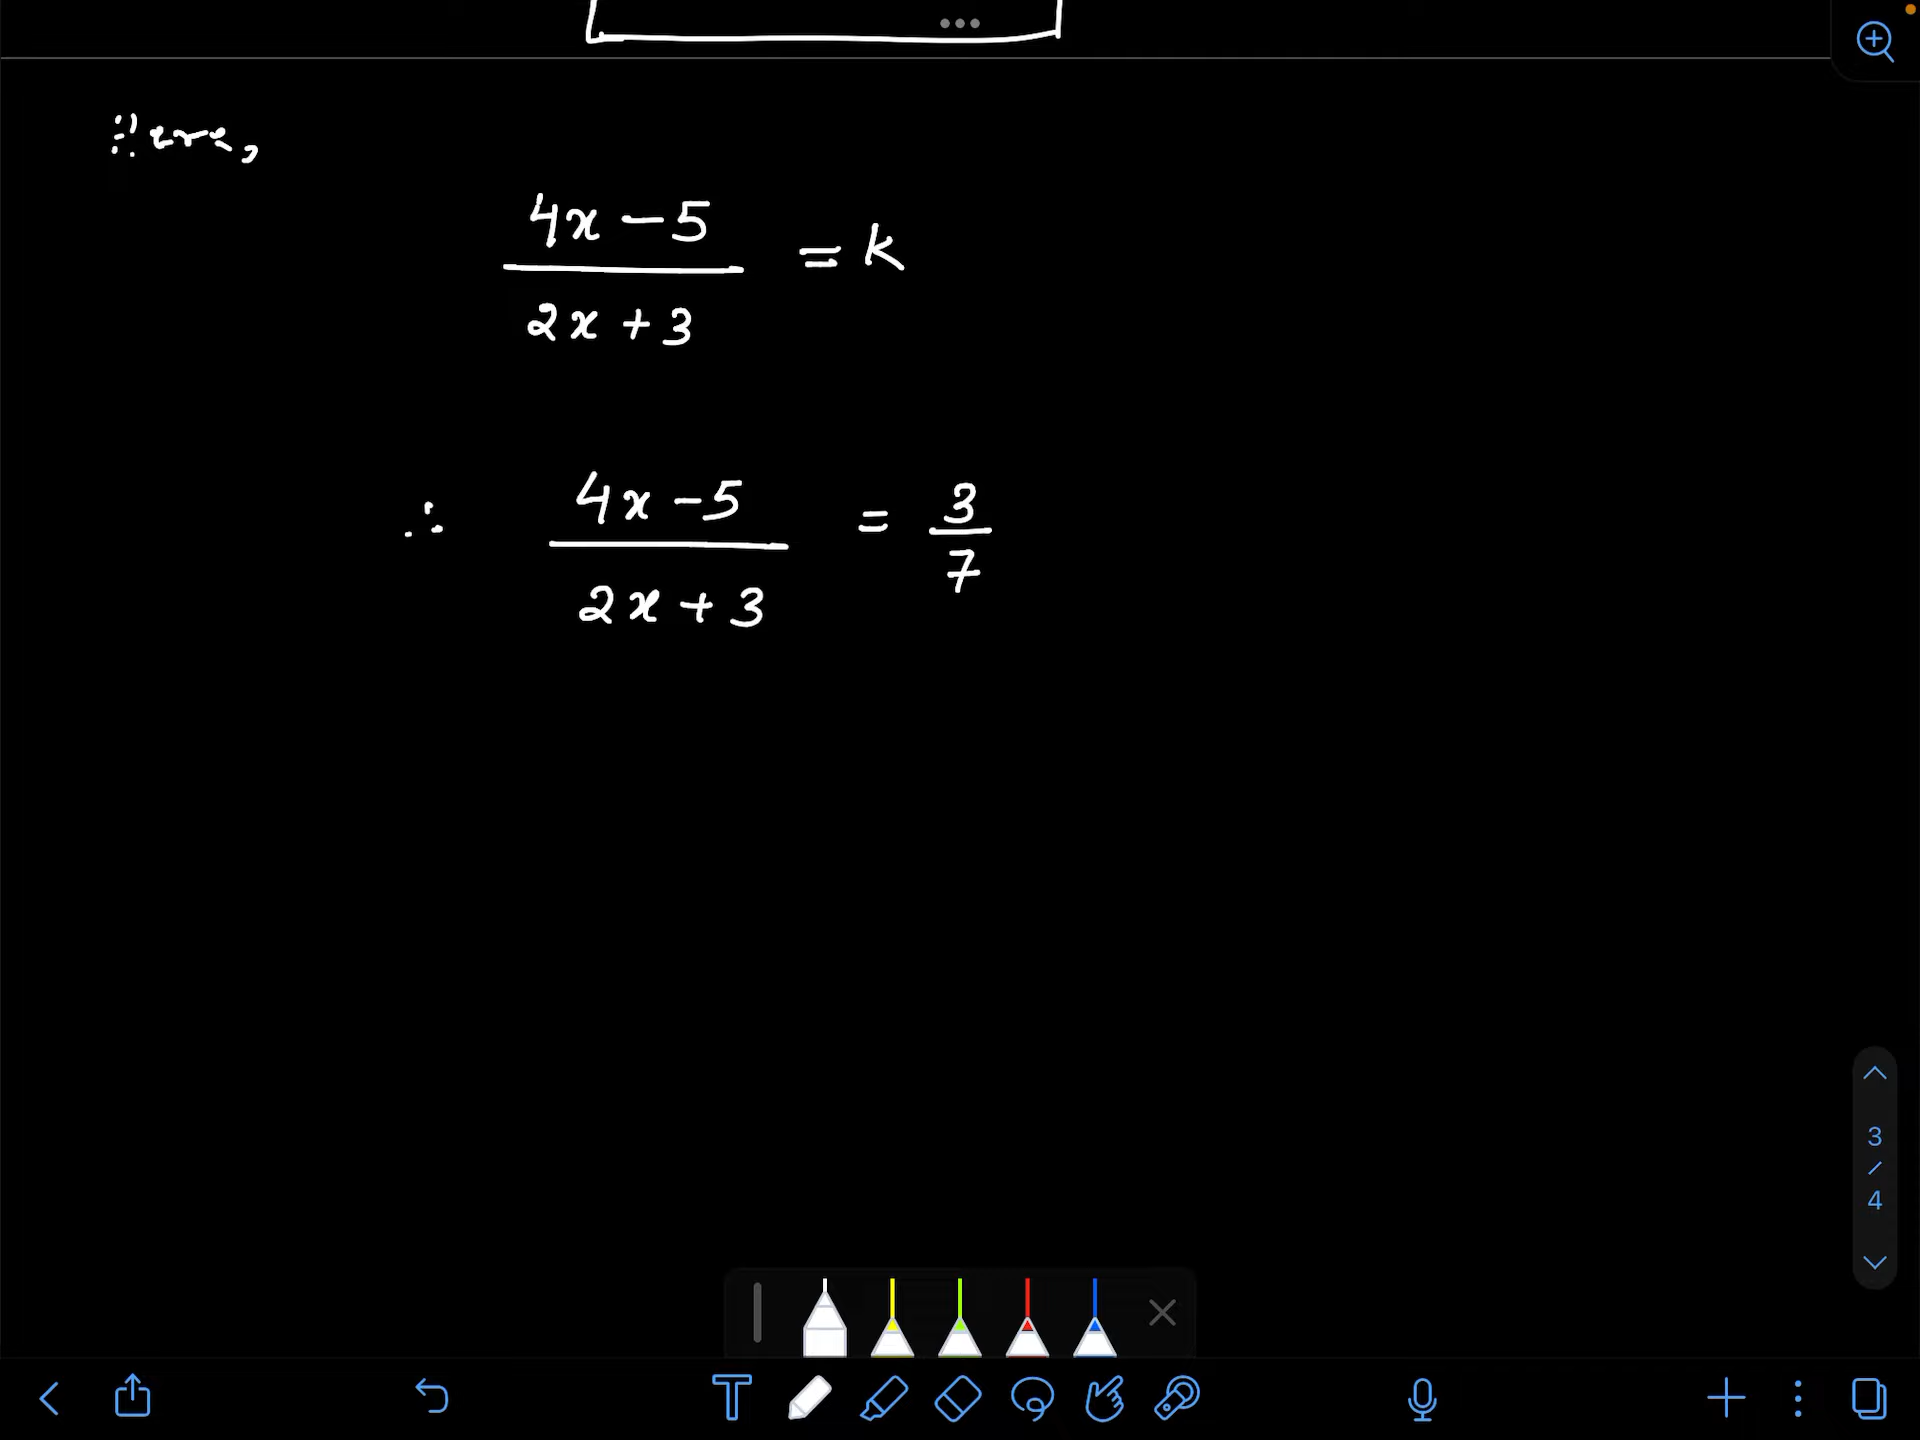 Here,
4x - 5
= k
2x + 3
∴ 4x - 5 = 3
2x + 3 7
3
/
4